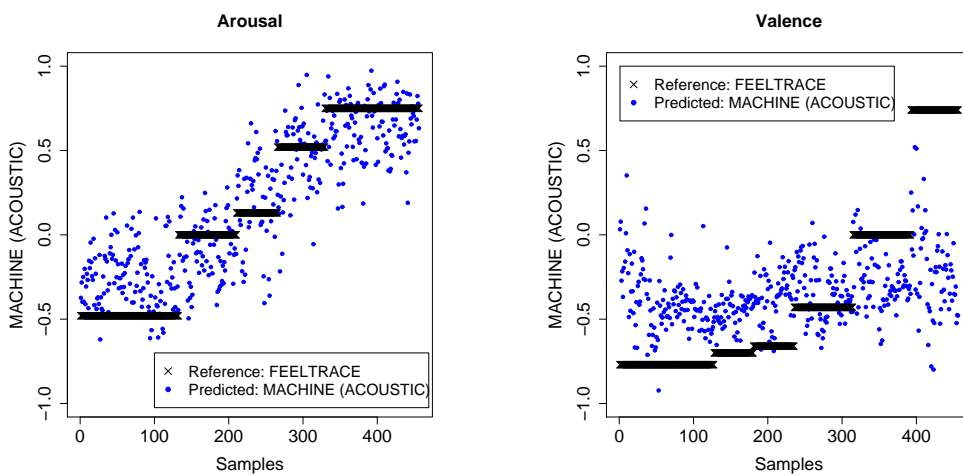 Arousal
MACHINE (ACOUSTIC)
1.0
0.5
0.0
−0.5
−1.0
Reference: FEELTRACE
Predicted: MACHINE (ACOUSTIC)
0 100 200 300 400
Samples
Valence
MACHINE (ACOUSTIC)
1.0
0.5
0.0
−0.5
−1.0
Reference: FEELTRACE
Predicted: MACHINE (ACOUSTIC)
0 100 200 300 400
Samples